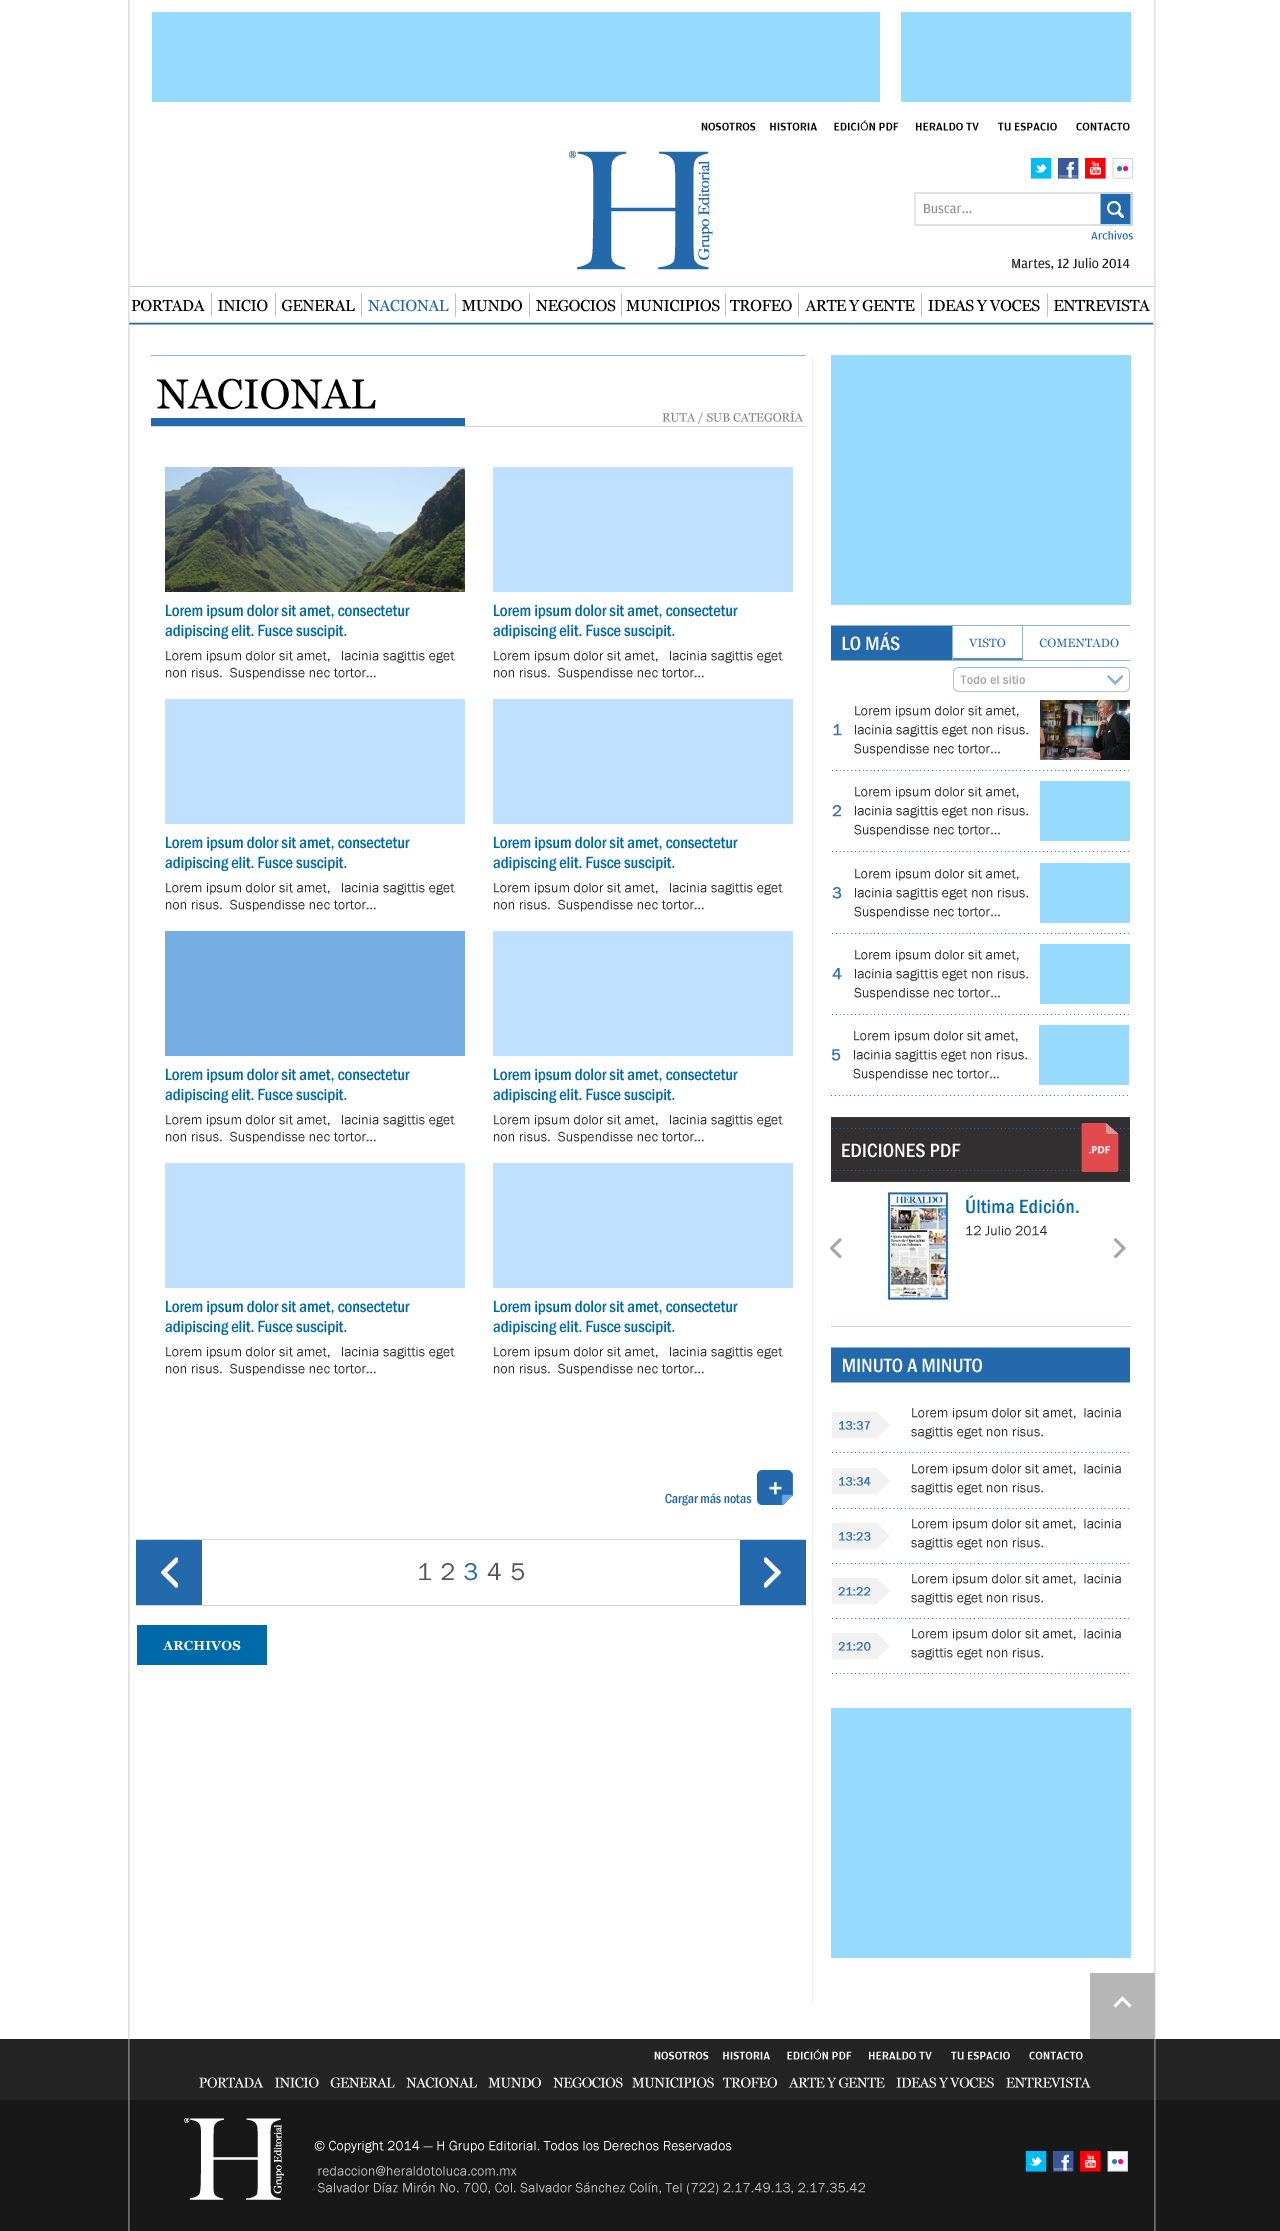 NOSOTROS HISTORIA EDICIÓN PDF HERALDO TV TU ESPACIO CONTACTO
® H Grupo Editorial
Buscar...
Archivos
Martes, 12 Julio 2014
PORTADA INICIO GENERAL NACIONAL MUNDO NEGOCIOS MUNICIPIOS TROFEO ARTE Y GENTE IDEAS Y VOCES ENTREVISTA
NACIONAL
RUTA / SUB CATEGORÍA
Lorem ipsum dolor sit amet, consectetur
adipiscing elit. Fusce suscipit.
Lorem ipsum dolor sit amet, lacinia sagittis eget
non risus. Suspendisse nec tortor...
Lorem ipsum dolor sit amet, consectetur
adipiscing elit. Fusce suscipit.
Lorem ipsum dolor sit amet, lacinia sagittis eget
non risus. Suspendisse nec tortor...
Lorem ipsum dolor sit amet, consectetur
adipiscing elit. Fusce suscipit.
Lorem ipsum dolor sit amet, lacinia sagittis eget
non risus. Suspendisse nec tortor...
Lorem ipsum dolor sit amet, consectetur
adipiscing elit. Fusce suscipit.
Lorem ipsum dolor sit amet, lacinia sagittis eget
non risus. Suspendisse nec tortor...
Lorem ipsum dolor sit amet, consectetur
adipiscing elit. Fusce suscipit.
Lorem ipsum dolor sit amet, lacinia sagittis eget
non risus. Suspendisse nec tortor...
Lorem ipsum dolor sit amet, consectetur
adipiscing elit. Fusce suscipit.
Lorem ipsum dolor sit amet, lacinia sagittis eget
non risus. Suspendisse nec tortor...
Lorem ipsum dolor sit amet, consectetur
adipiscing elit. Fusce suscipit.
Lorem ipsum dolor sit amet, lacinia sagittis eget
non risus. Suspendisse nec tortor...
Lorem ipsum dolor sit amet, consectetur
adipiscing elit. Fusce suscipit.
Lorem ipsum dolor sit amet, lacinia sagittis eget
non risus. Suspendisse nec tortor...
Cargar más notas +
1 2 3 4 5
ARCHIVOS
LO MÁS VISTO COMENTADO
Todo el sitio
1
Lorem ipsum dolor sit amet,
lacinia sagittis eget non risus.
Suspendisse nec tortor...
2
Lorem ipsum dolor sit amet,
lacinia sagittis eget non risus.
Suspendisse nec tortor...
3
Lorem ipsum dolor sit amet,
lacinia sagittis eget non risus.
Suspendisse nec tortor...
4
Lorem ipsum dolor sit amet,
lacinia sagittis eget non risus.
Suspendisse nec tortor...
5
Lorem ipsum dolor sit amet,
lacinia sagittis eget non risus.
Suspendisse nec tortor...
EDICIONES PDF .PDF
HERALDO
Última Edición.
12 Julio 2014
MINUTO A MINUTO
13:37
Lorem ipsum dolor sit amet, lacinia
sagittis eget non risus.
13:34
Lorem ipsum dolor sit amet, lacinia
sagittis eget non risus.
13:23
Lorem ipsum dolor sit amet, lacinia
sagittis eget non risus.
21:22
Lorem ipsum dolor sit amet, lacinia
sagittis eget non risus.
21:20
Lorem ipsum dolor sit amet, lacinia
sagittis eget non risus.
NOSOTROS HISTORIA EDICIÓN PDF HERALDO TV TU ESPACIO CONTACTO
PORTADA INICIO GENERAL NACIONAL MUNDO NEGOCIOS MUNICIPIOS TROFEO ARTE Y GENTE IDEAS Y VOCES ENTREVISTA
® H Grupo Editorial
© Copyright 2014 — H Grupo Editorial. Todos los Derechos Reservados
redaccion@heraldotoluca.com.mx
Salvador Díaz Mirón No. 700, Col. Salvador Sánchez Colín, Tel (722) 2.17.49.13, 2.17.35.42